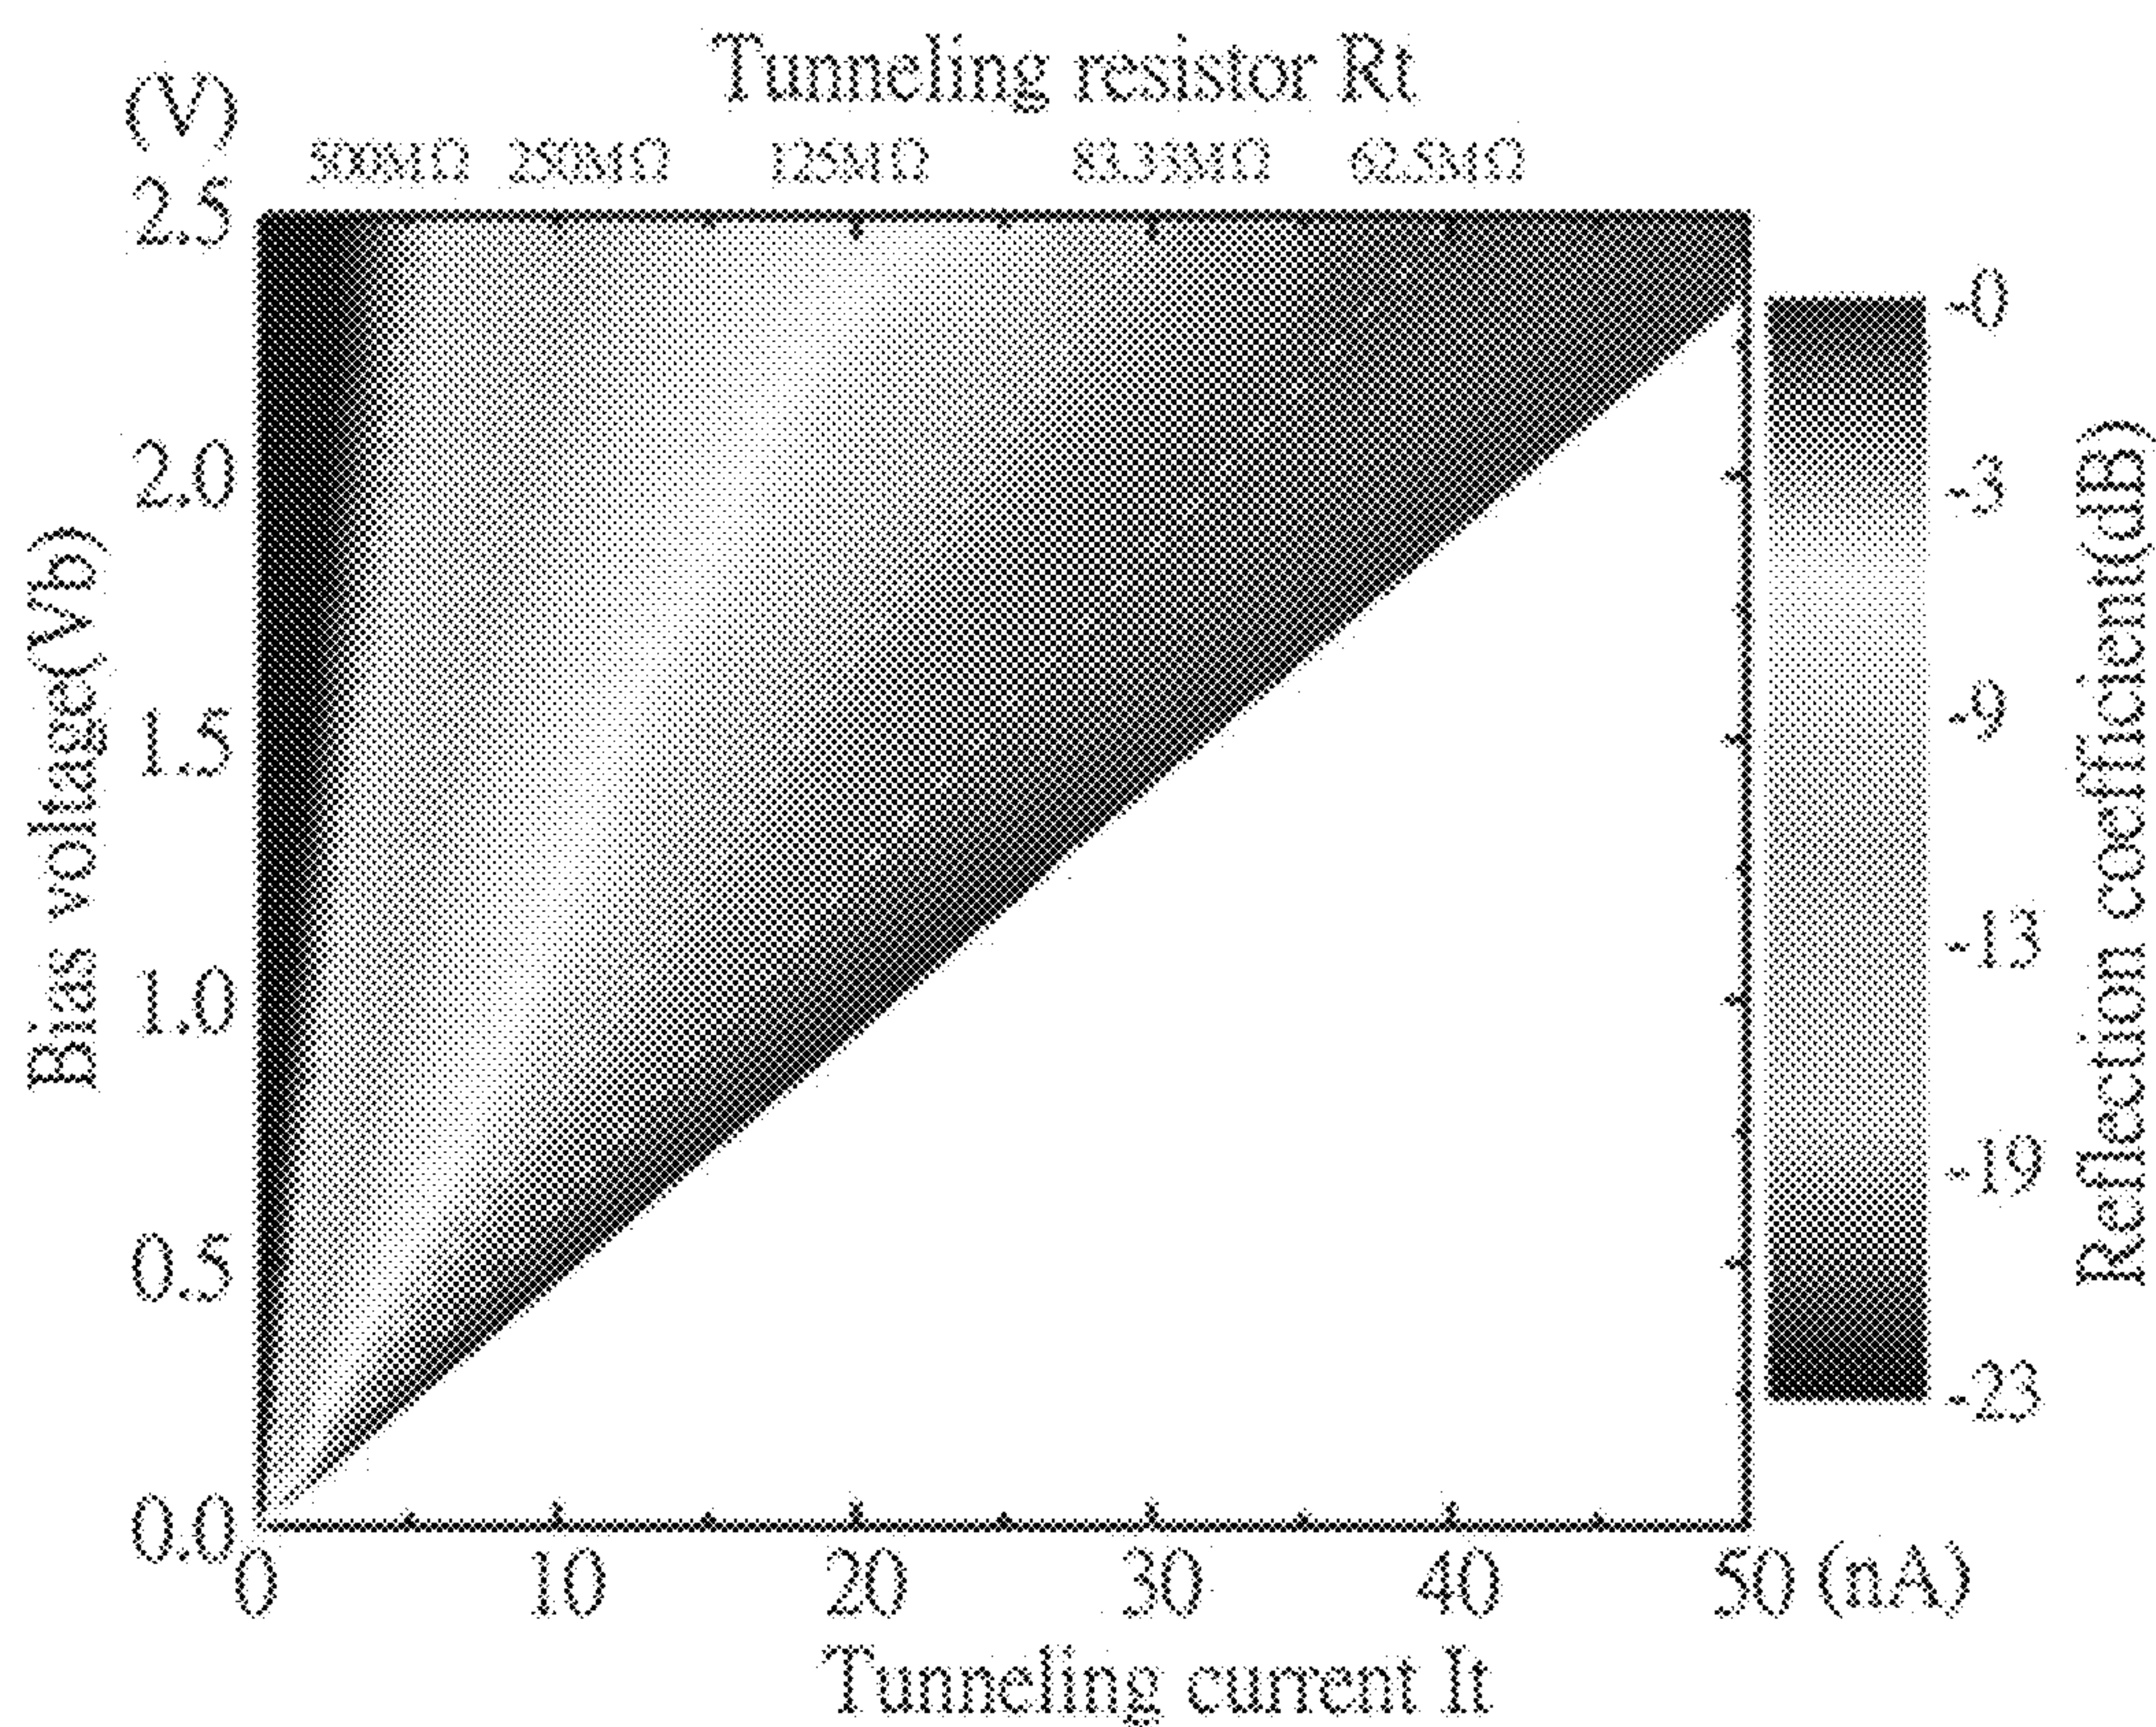 Tunneling resistor Rt
(V)
500MΩ 250MΩ 125MΩ 83.33MΩ 62.5MΩ
2.5
2.0
1.5
1.0
0.5
0.0
Bias voltage(Vb)
0 10 20 30 40 50 (nA)
Tunneling current It
-0
-3
-9
-13
-19
-23
Reflection coefficient(dB)